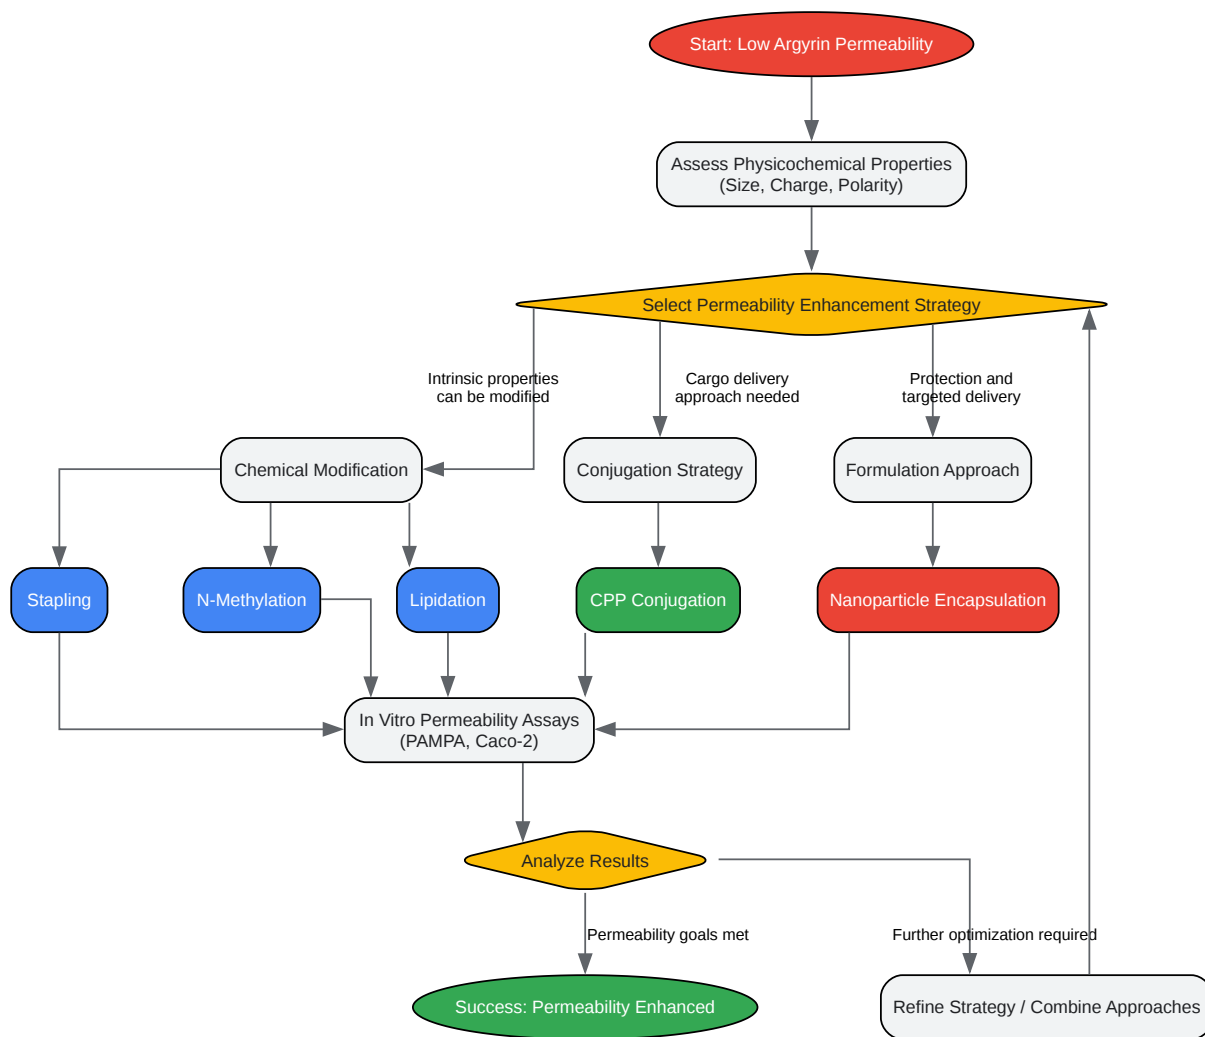 Start: Low Argyrin Permeability
Assess Physicochemical Properties
(Size, Charge, Polarity)
Select Permeability Enhancement Strategy
Intrinsic properties
can be modified
Cargo delivery
approach needed
Protection and
targeted delivery
Chemical Modification
Conjugation Strategy
Formulation Approach
Stapling
N-Methylation
Lipidation
CPP Conjugation
Nanoparticle Encapsulation
In Vitro Permeability Assays
(PAMPA, Caco-2)
Analyze Results
Permeability goals met
Further optimization required
Success: Permeability Enhanced
Refine Strategy / Combine Approaches